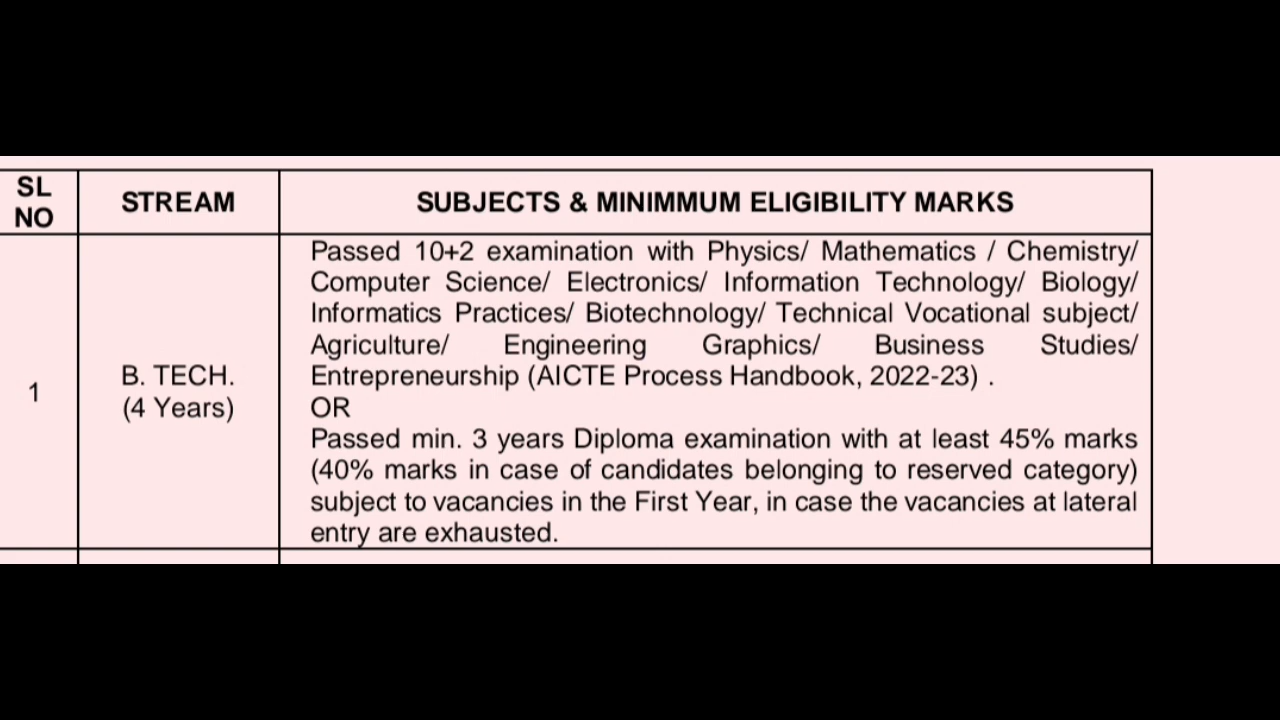 SL
NO
STREAM
SUBJECTS & MINIMMUM ELIGIBILITY MARKS
1
B. TECH.
(4 Years)
Passed 10+2 examination with Physics/ Mathematics / Chemistry/
Computer Science/ Electronics/ Information Technology/ Biology/
Informatics Practices/ Biotechnology/ Technical Vocational subject/
Agriculture/ Engineering Graphics/ Business Studies/
Entrepreneurship (AICTE Process Handbook, 2022-23) .
OR
Passed min. 3 years Diploma examination with at least 45% marks
(40% marks in case of candidates belonging to reserved category)
subject to vacancies in the First Year, in case the vacancies at lateral
entry are exhausted.